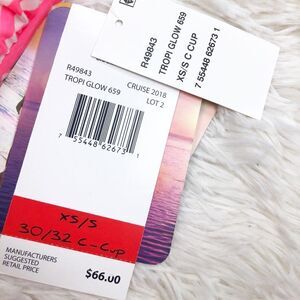 R49843
TROPI GLOW 659
XS/S C CUP
7 55448 62673 1
R49843
TROPI GLOW 659
CRUISE 2018
LOT 2
7 55448 62673 1
XS/S
30/32 C-CUP
MANUFACTURERS
SUGGESTED
RETAIL PRICE
$66.00